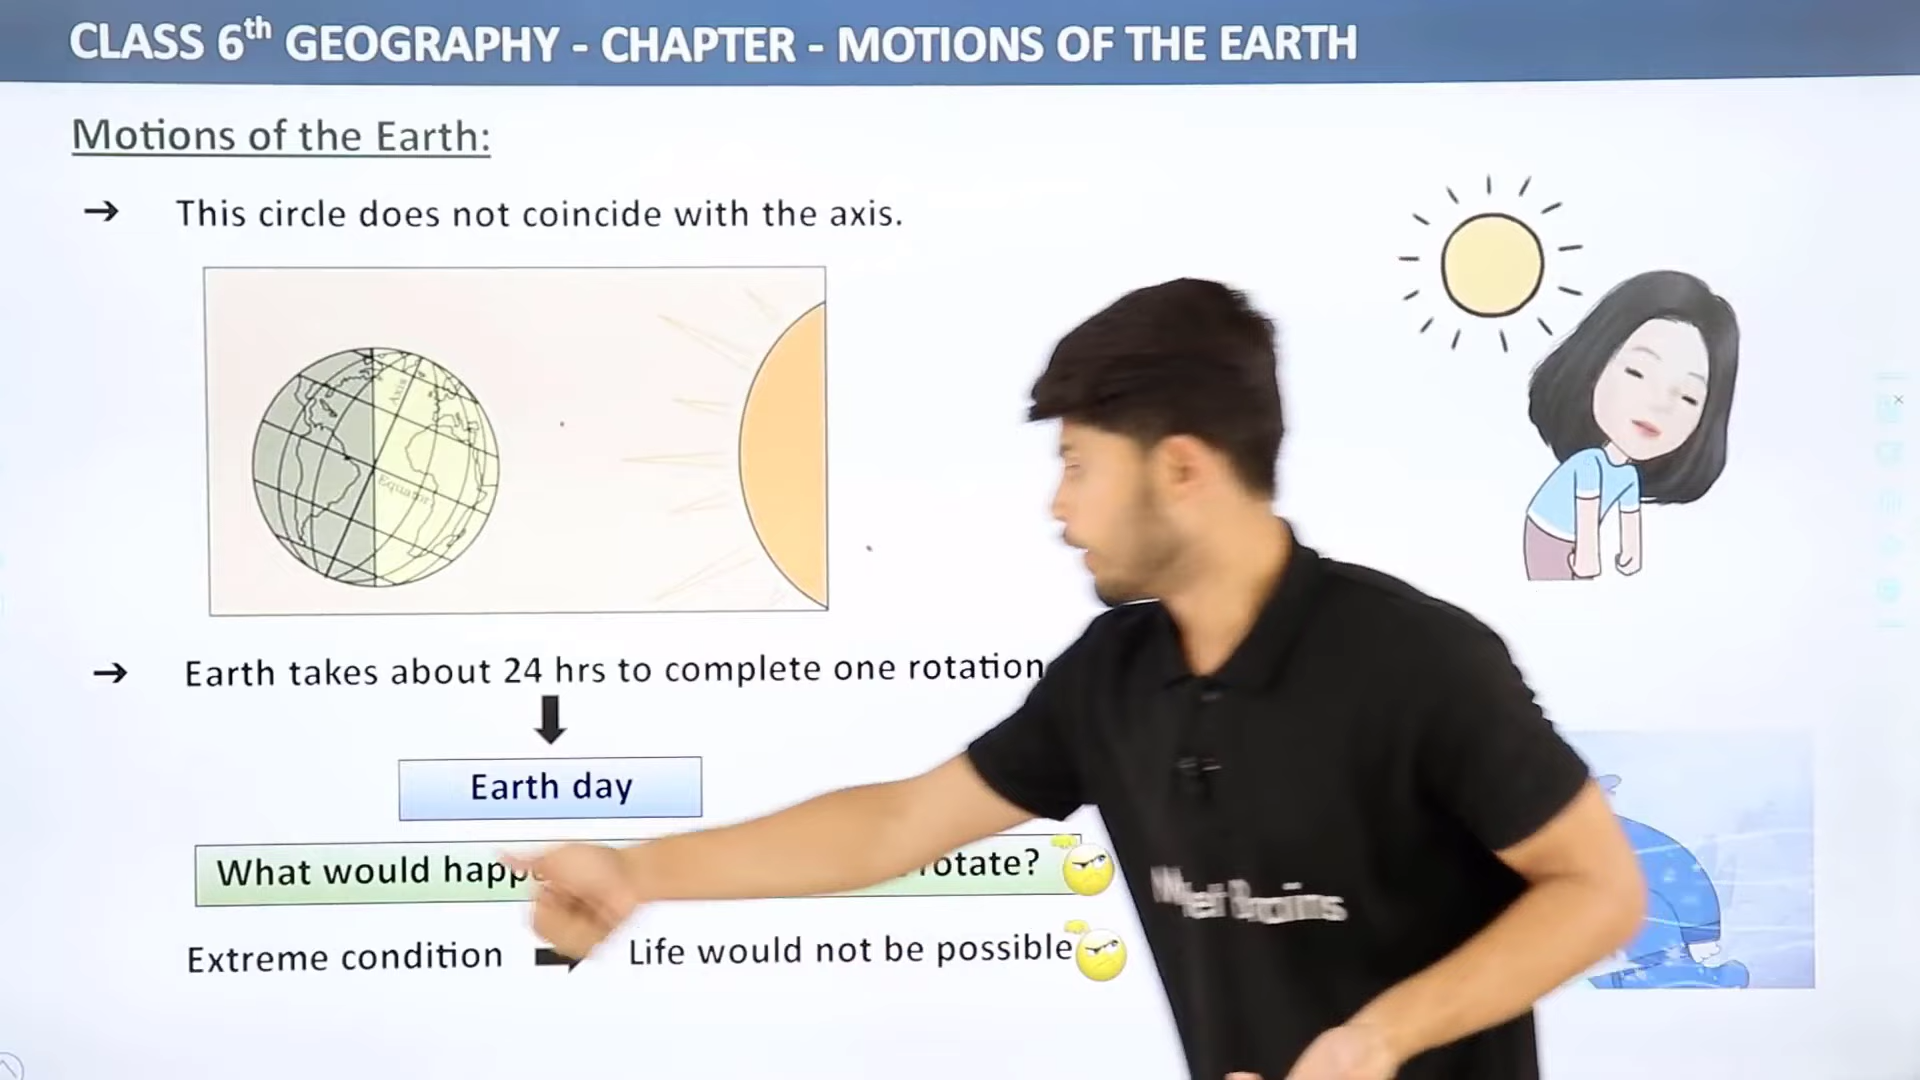 CLASS 6th GEOGRAPHY - CHAPTER - MOTIONS OF THE EARTH
Motions of the Earth:
→ This circle does not coincide with the axis.
Axis
Equator
→ Earth takes about 24 hrs to complete one rotation
Earth day
What would rotate?
Extreme condition Life would not be possible